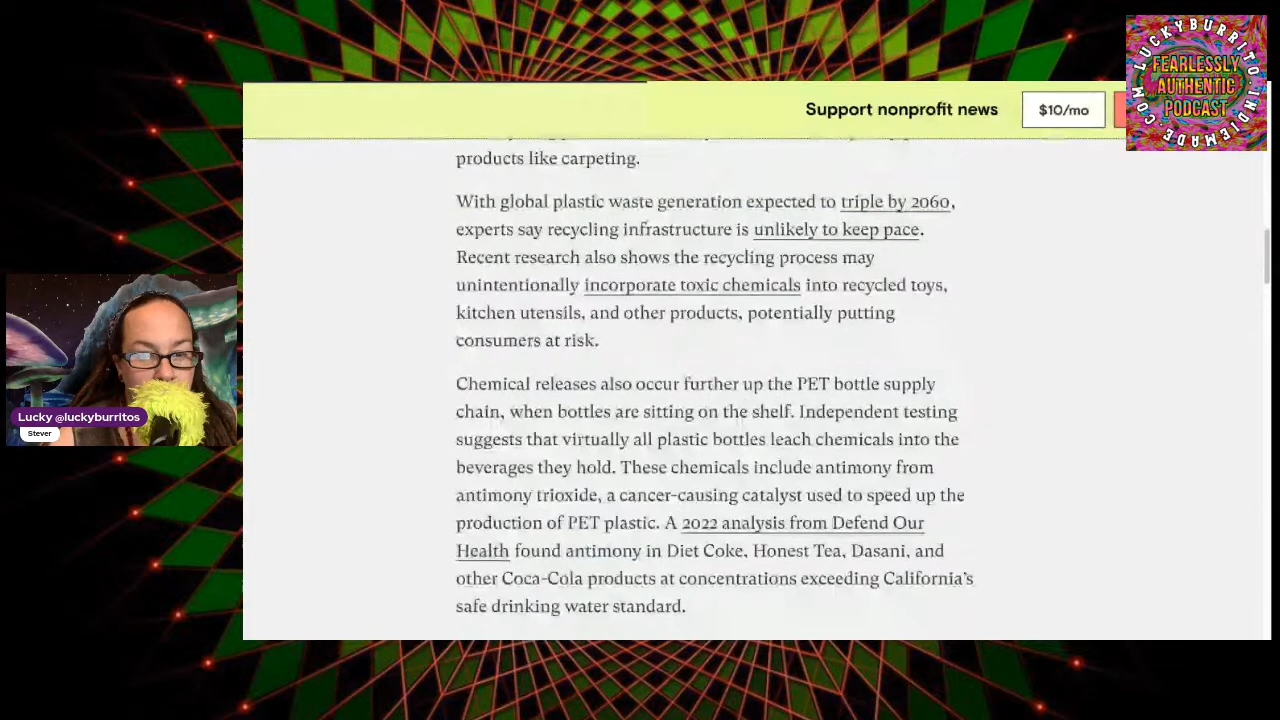 Support nonprofit news
$10/mo
LUCKYBURRITO.INDIEMADE.COM
FEARLESSLY
AUTHENTIC
PODCAST
products like carpeting.
With global plastic waste generation expected to triple by 2060,
experts say recycling infrastructure is unlikely to keep pace.
Recent research also shows the recycling process may
unintentionally incorporate toxic chemicals into recycled toys,
kitchen utensils, and other products, potentially putting
consumers at risk.
Chemical releases also occur further up the PET bottle supply
chain, when bottles are sitting on the shelf. Independent testing
suggests that virtually all plastic bottles leach chemicals into the
beverages they hold. These chemicals include antimony from
antimony trioxide, a cancer-causing catalyst used to speed up the
production of PET plastic. A 2022 analysis from Defend Our
Health found antimony in Diet Coke, Honest Tea, Dasani, and
other Coca-Cola products at concentrations exceeding California's
safe drinking water standard.
Lucky @luckyburritos
Stever